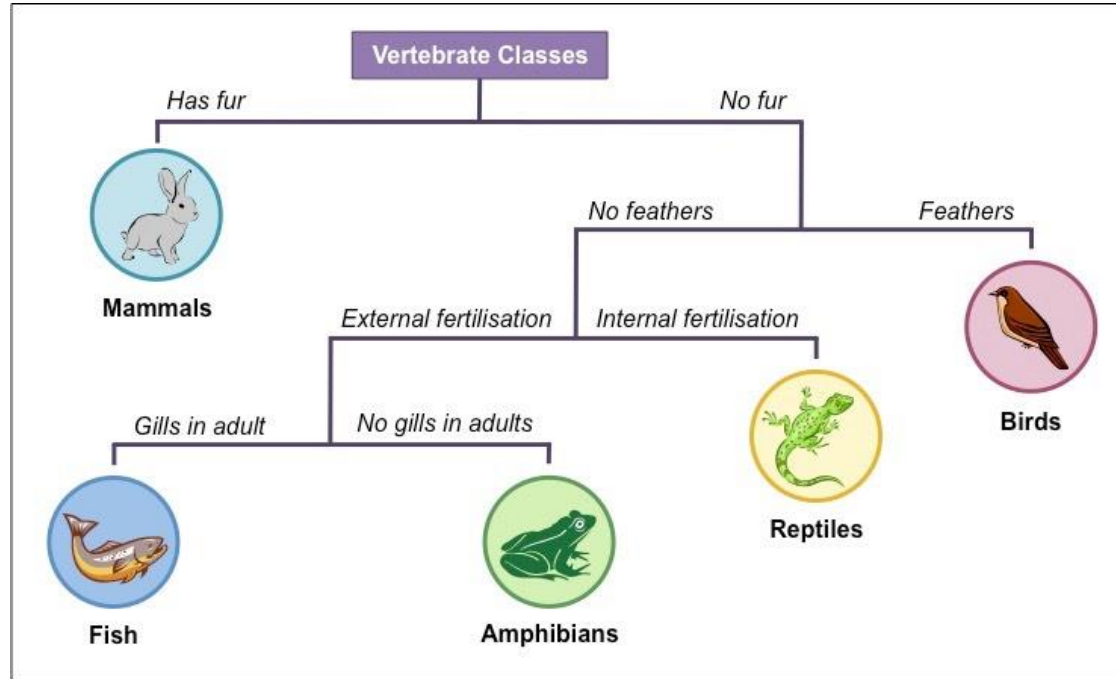 Vertebrate Classes
Has fur
No fur
No feathers
Feathers
Mammals
External fertilisation
Internal fertilisation
Birds
Gills in adult
No gills in adults
Reptiles
Fish
Amphibians